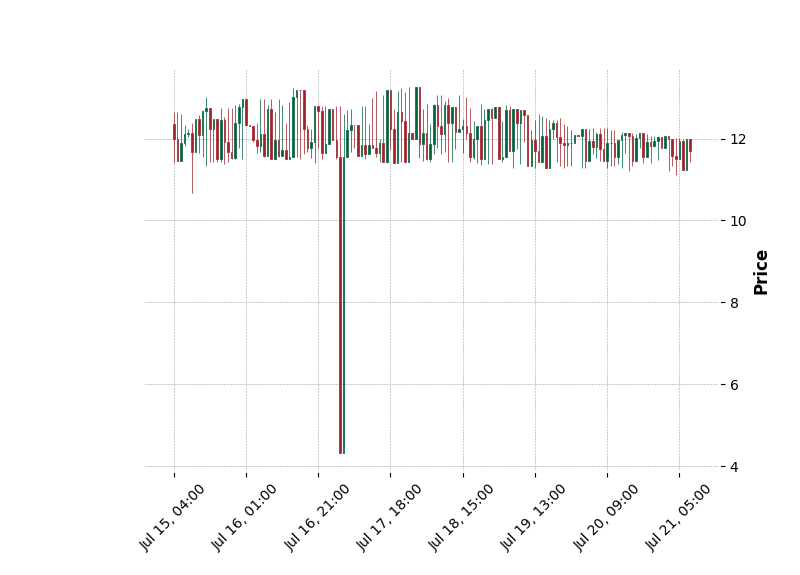 12
10
8
6
4
Price
Jul 15, 04:00
Jul 16, 01:00
Jul 16, 21:00
Jul 17, 18:00
Jul 18, 15:00
Jul 19, 13:00
Jul 20, 09:00
Jul 21, 05:00